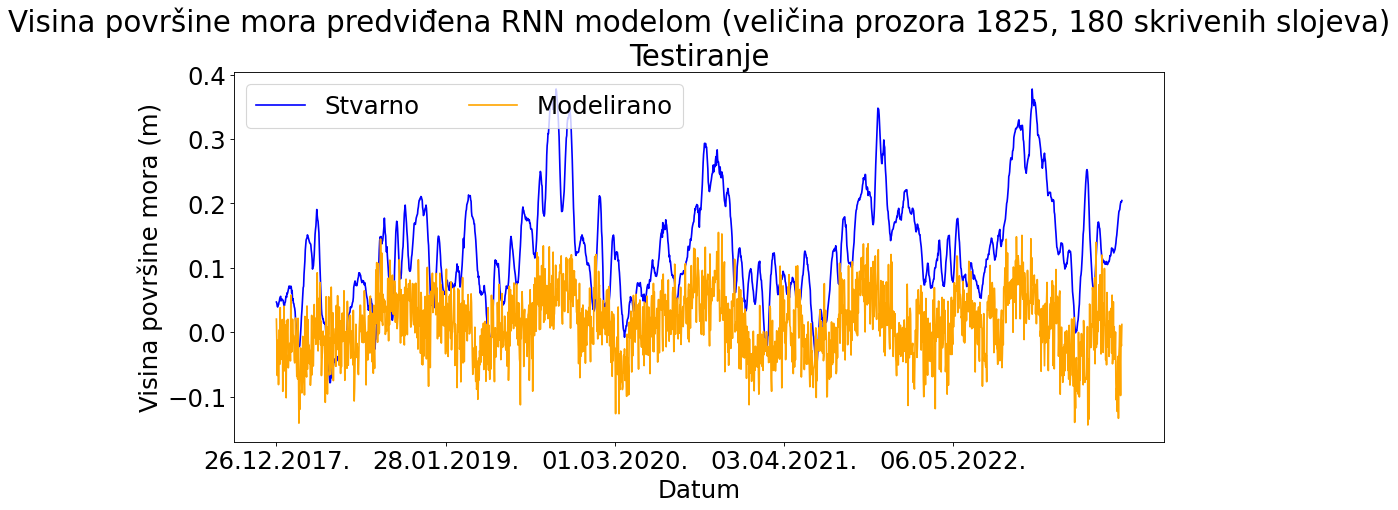 Visina površine mora predviđena RNN modelom (veličina prozora 1825, 180 skrivenih slojeva)
Testiranje
Stvarno Modelirano
Visina površine mora (m)
0.4
0.3
0.2
0.1
0.0
−0.1
26.12.2017. 28.01.2019. 01.03.2020. 03.04.2021. 06.05.2022.
Datum